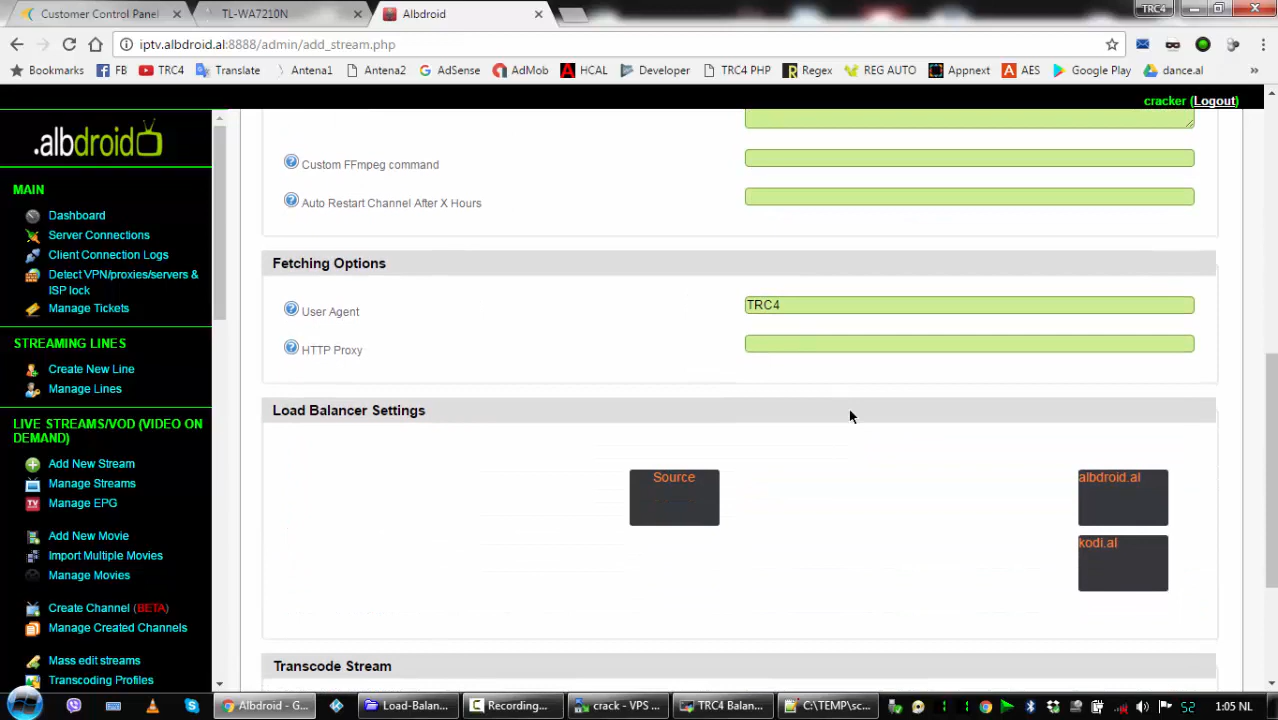 Customer Control Panel
TL-WA7210N
Albdroid
TRC4
iptv.albdroid.al:8888/admin/add_stream.php
Bookmarks
FB
TRC4
Translate
Antena1
Antena2
AdSense
AdMob
HCAL
Developer
TRC4 PHP
Regex
REG AUTO
Appnext
AES
Google Play
dance.al
»
cracker (Logout)
.albdroid
MAIN
Dashboard
Server Connections
Client Connection Logs
Detect VPN/proxies/servers &
ISP lock
Manage Tickets
STREAMING LINES
Create New Line
Manage Lines
LIVE STREAMS/VOD (VIDEO ON
DEMAND)
Add New Stream
Manage Streams
Manage EPG
Add New Movie
Import Multiple Movies
Manage Movies
Create Channel (BETA)
Manage Created Channels
Mass edit streams
Transcoding Profiles
Custom FFmpeg command
Auto Restart Channel After X Hours
Fetching Options
User Agent
TRC4
HTTP Proxy
Load Balancer Settings
Source
albdroid.al
kodi.al
Transcode Stream
Albdroid - G...
Load-Balan...
Recording...
crack - VPS ...
TRC4 Balan...
C:\TEMP\sc...
1:05 NL